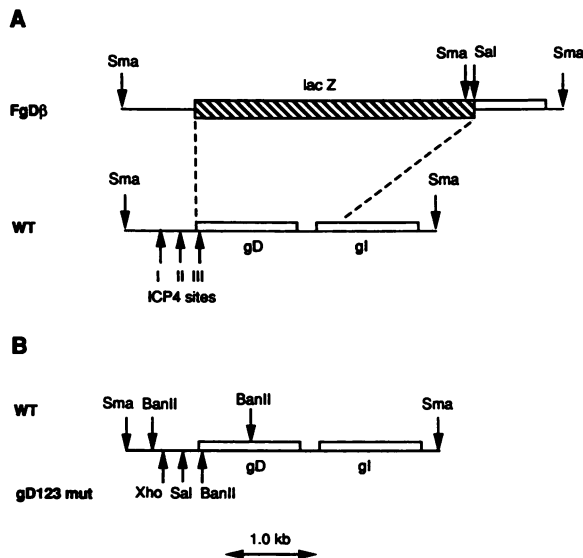 A
Sma
lac Z
Sma Sal
Sma
FgDβ
Sma
Sma
WT
gD
gI
I II III
ICP4 sites
B
WT
Sma BanII
BanII
Sma
gD
gI
gD123 mut
Xho Sal BanII
1.0 kb